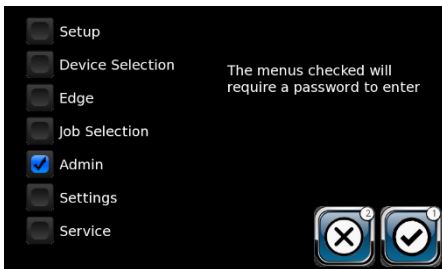 Setup
Device Selection
Edge
Job Selection
Admin
Settings
Service
The menus checked will
require a password to enter
2
1